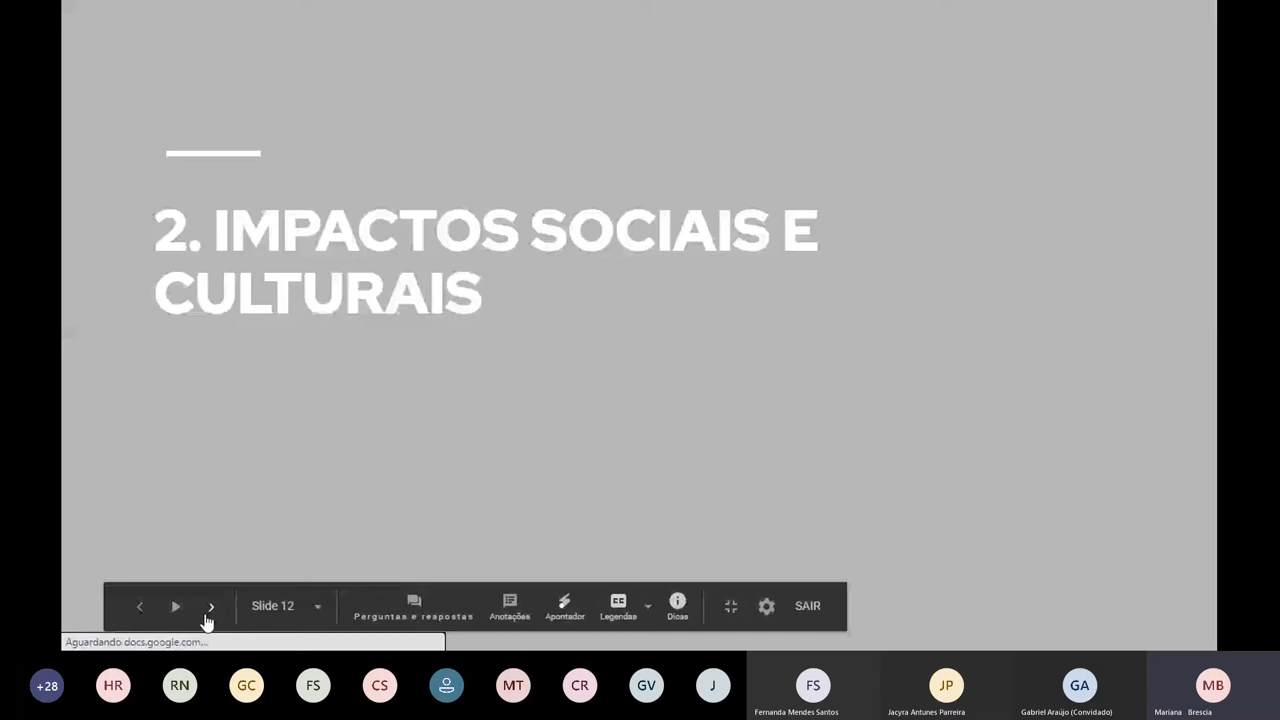 2. IMPACTOS SOCIAIS E
CULTURAIS
Slide 12
Perguntas e respostas
Anotações
Apontador
CC
Legendas
Dicas
SAIR
Aguardando docs.google.com...
+28
HR
RN
GC
FS
CS
MT
CR
GV
J
FS
JP
GA
MB
Fernanda Mendes Santos
Jacyra Antunes Parreira
Gabriel Araújo (Convidado)
Mariana Brescia